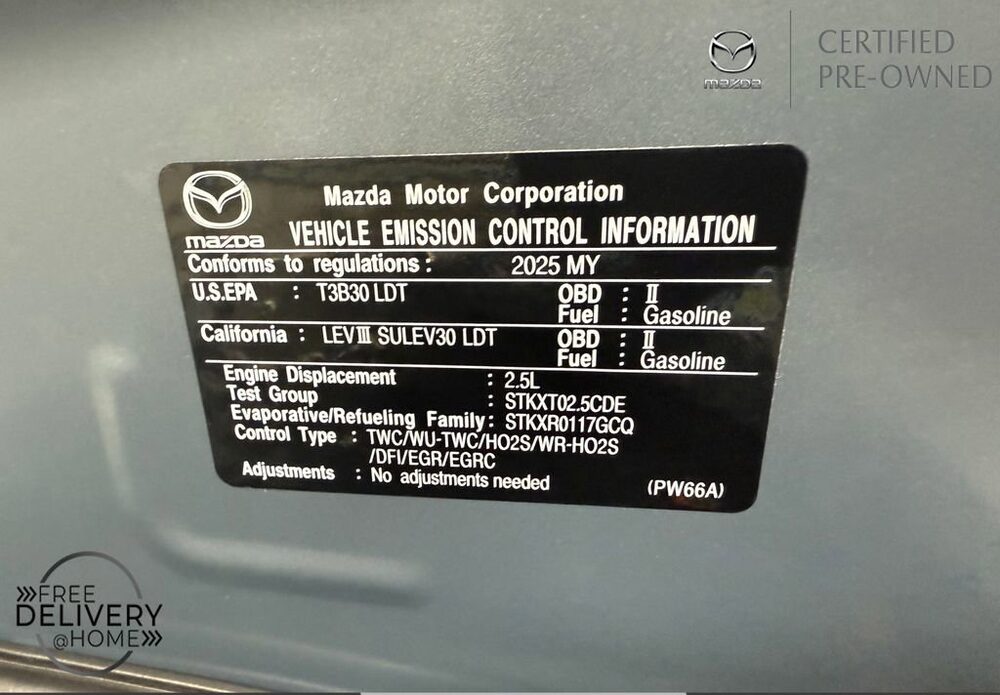 CERTIFIED
PRE-OWNED
mazda
mazda
Mazda Motor Corporation
VEHICLE EMISSION CONTROL INFORMATION
Conforms to regulations : 2025 MY
U.S.EPA : T3B30 LDT OBD : II
Fuel : Gasoline
California : LEVIII SULEV30 LDT OBD : II
Fuel : Gasoline
Engine Displacement : 2.5L
Test Group : STKXT02.5CDE
Evaporative/Refueling Family : STKXR0117GCQ
Control Type : TWC/WU-TWC/HO2S/WR-HO2S
/DFI/EGR/EGRC
Adjustments : No adjustments needed
(PW66A)
FREE
DELIVERY
@HOME